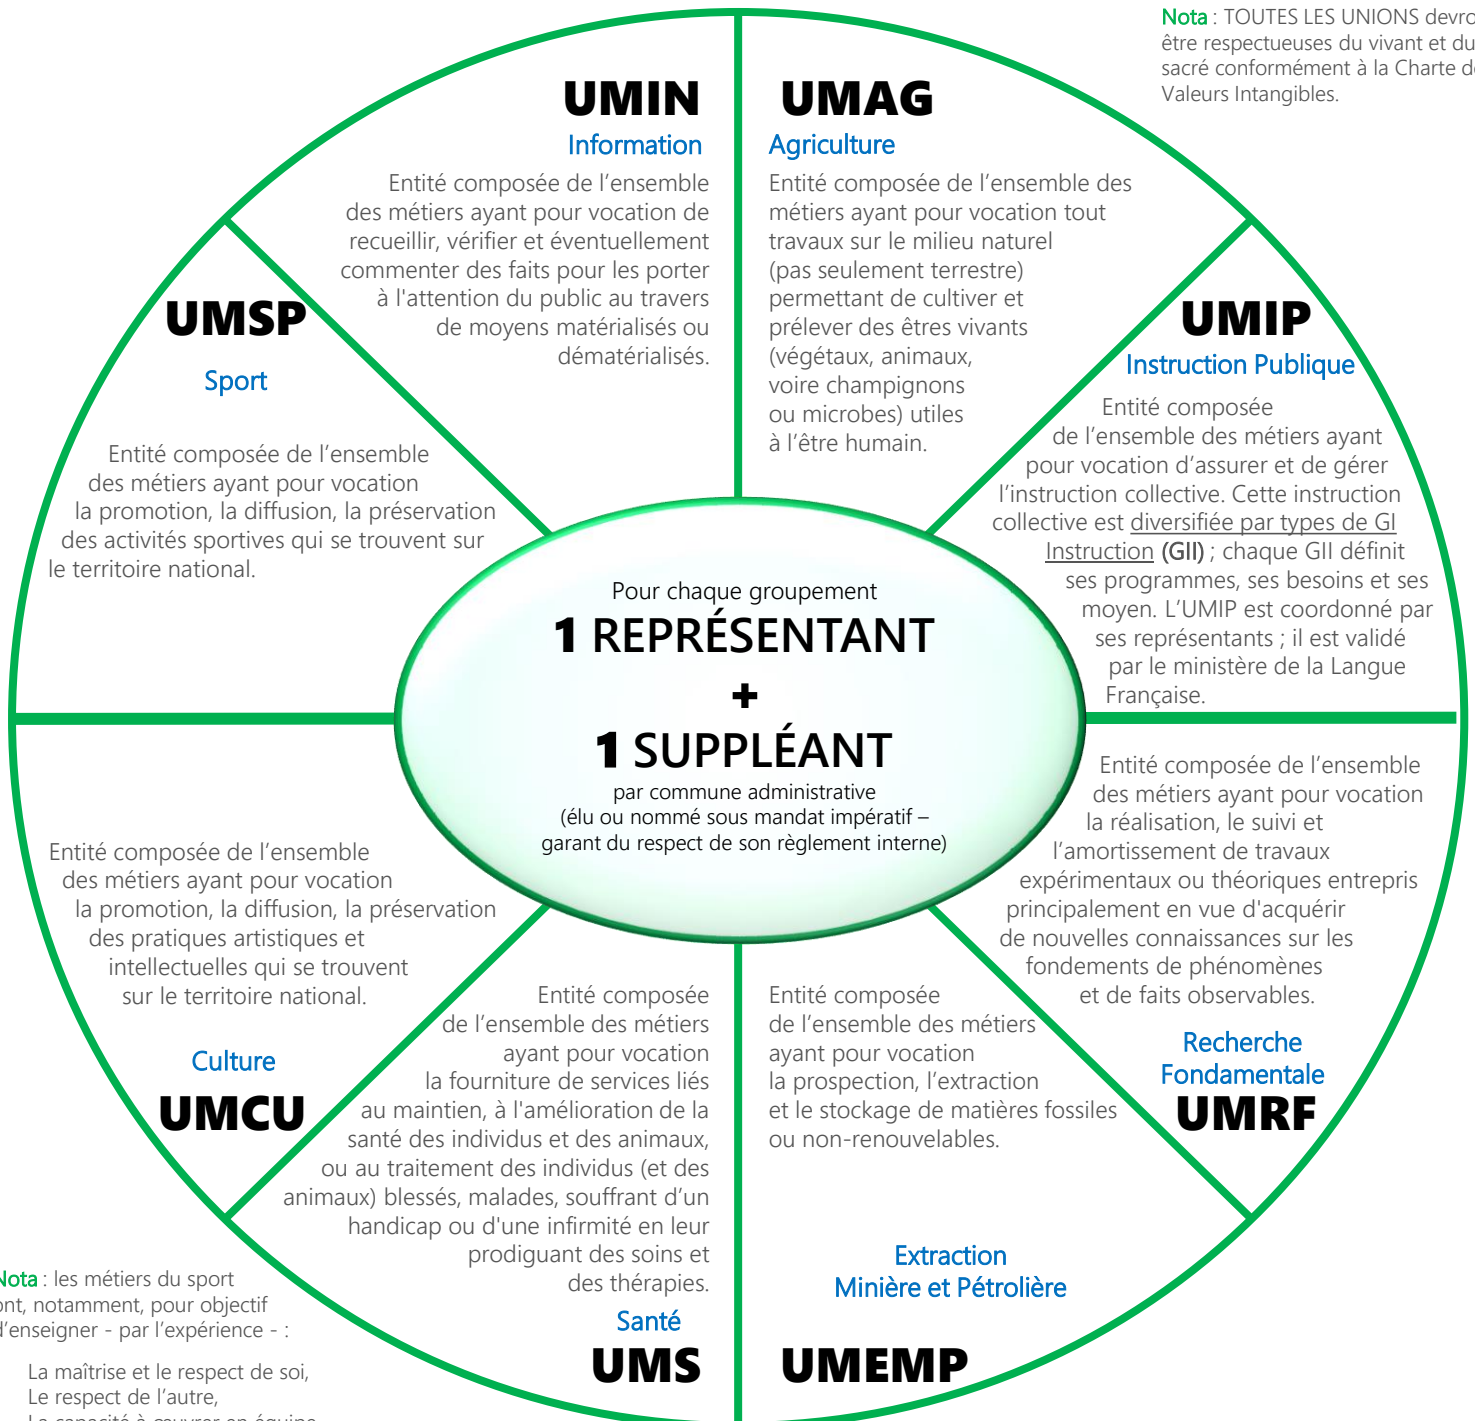 Nota : TOUTES LES UNIONS
être respectueuses du vivant et du
sacré conformément à la Charte
Valeurs Intangibles.
UMIN
Information
Entité composée de l’ensemble
des métiers ayant pour vocation de
recueillir, vérifier et éventuellement
commenter des faits pour les porter
à l'attention du public au travers
de moyens matérialisés ou
dématérialisés.
UMAG
Agriculture
Entité composée de l’ensemble des
métiers ayant pour vocation tout
travaux sur le milieu naturel
(pas seulement terrestre)
permettant de cultiver et
prélever des êtres vivants
(végétaux, animaux,
voire champignons
ou microbes) utiles
à l’être humain.
UMSP
Sport
Entité composée de l’ensemble
des métiers ayant pour vocation
la promotion, la diffusion, la préservation
des activités sportives qui se trouvent sur
le territoire national.
UMIP
Instruction Publique
Entité composée
de l’ensemble des métiers ayant
pour vocation d’assurer et de gérer
l’instruction collective. Cette instruction
collective est diversifiée par types de GI
Instruction (GII) ; chaque GII définit
ses programmes, ses besoins et ses
moyen. L’UMIP est coordonné par
ses représentants ; il est validé
par le ministère de la Langue
Française.
Pour chaque groupement
1 REPRÉSENTANT
+
1 SUPPLÉANT
par commune administrative
(élu ou nommé sous mandat impératif –
garant du respect de son règlement interne)
Entité composée de l’ensemble
des métiers ayant pour vocation
la promotion, la diffusion, la préservation
des pratiques artistiques et
intellectuelles qui se trouvent
sur le territoire national.
Culture
UMCU
Entité composée de l’ensemble
des métiers ayant pour vocation
la réalisation, le suivi et
l’amortissement de travaux
expérimentaux ou théoriques entrepris
principalement en vue d'acquérir
de nouvelles connaissances sur les
fondements de phénomènes
et de faits observables.
Recherche
Fondamentale
UMRF
Entité composée
de l’ensemble des métiers
ayant pour vocation
la fourniture de services liés
au maintien, à l'amélioration de la
santé des individus et des animaux,
ou au traitement des individus (et des
animaux) blessés, malades, souffrant d’un
handicap ou d'une infirmité en leur
prodiguant des soins et
des thérapies.
Santé
UMS
Entité composée
de l’ensemble des métiers
ayant pour vocation
la prospection, l’extraction
et le stockage de matières fossiles
ou non-renouvelables.
Extraction
Minière et Pétrolière
UMEMP
Nota : les métiers du sport
ont, notamment, pour objectif
d’enseigner - par l’expérience - :
La maîtrise et le respect de soi,
Le respect de l’autre,
La capacité à œuvrer en équipe